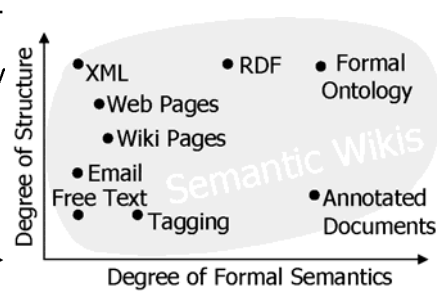 Degree of Structure
XML
RDF
Formal
Ontology
Web Pages
Wiki Pages
Semantic Wikis
Email
Free Text
Tagging
Annotated
Documents
Degree of Formal Semantics